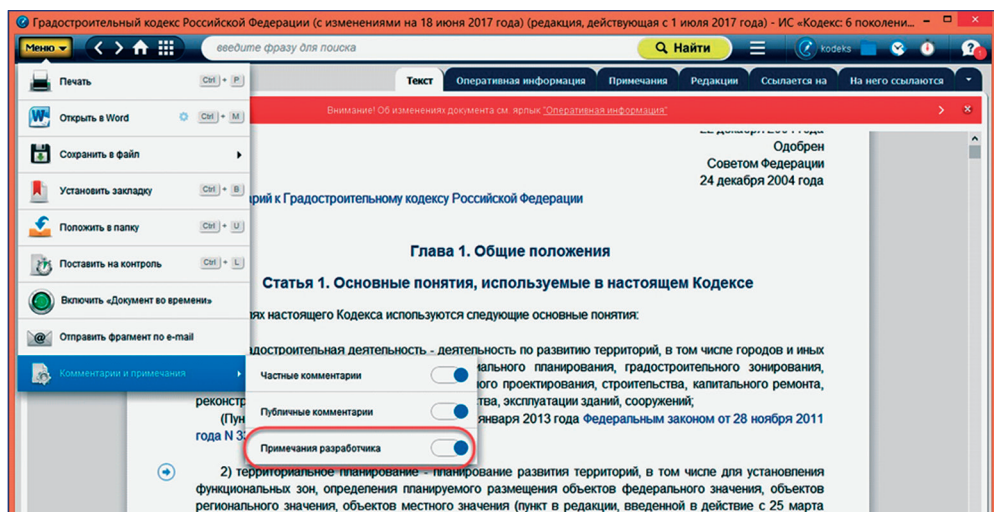 Градостроительный кодекс Российской Федерации (с изменениями на 18 июня 2017 года) (редакция, действующая с 1 июля 2017 года) - ИС «Кодекс: 6 поколени...
Меню
введите фразу для поиска
Найти
kodeks
Текст Оперативная информация Примечания Редакции Ссылается на На него ссылаются
Внимание! Об изменениях документа см. ярлык "Оперативная информация"
Печать Ctrl + P
Открыть в Word Ctrl + M
Сохранить в файл
Установить закладку Ctrl + B
Положить в папку Ctrl + U
Поставить на контроль Ctrl + L
Включить «Документ во времени»
Отправить фрагмент по e-mail
Комментарии и примечания
Частные комментарии
Публичные комментарии
Примечания разработчика
Одобрен
Советом Федерации
24 декабря 2004 года
арий к Градостроительному кодексу Российской Федерации
Глава 1. Общие положения
Статья 1. Основные понятия, используемые в настоящем Кодексе
лях настоящего Кодекса используются следующие основные понятия:
адостроительная деятельность - деятельность по развитию территорий, в том числе городов и иных
ального планирования, градостроительного зонирования,
ного проектирования, строительства, капитального ремонта,
реконстр тва, эксплуатации зданий, сооружений;
(Пун января 2013 года Федеральным законом от 28 ноября 2011
года N 3
2) территориальное планирование - планирование развития территорий, в том числе для установления
функциональных зон, определения планируемого размещения объектов федерального значения, объектов
регионального значения, объектов местного значения (пункт в редакции, введенной в действие с 25 марта